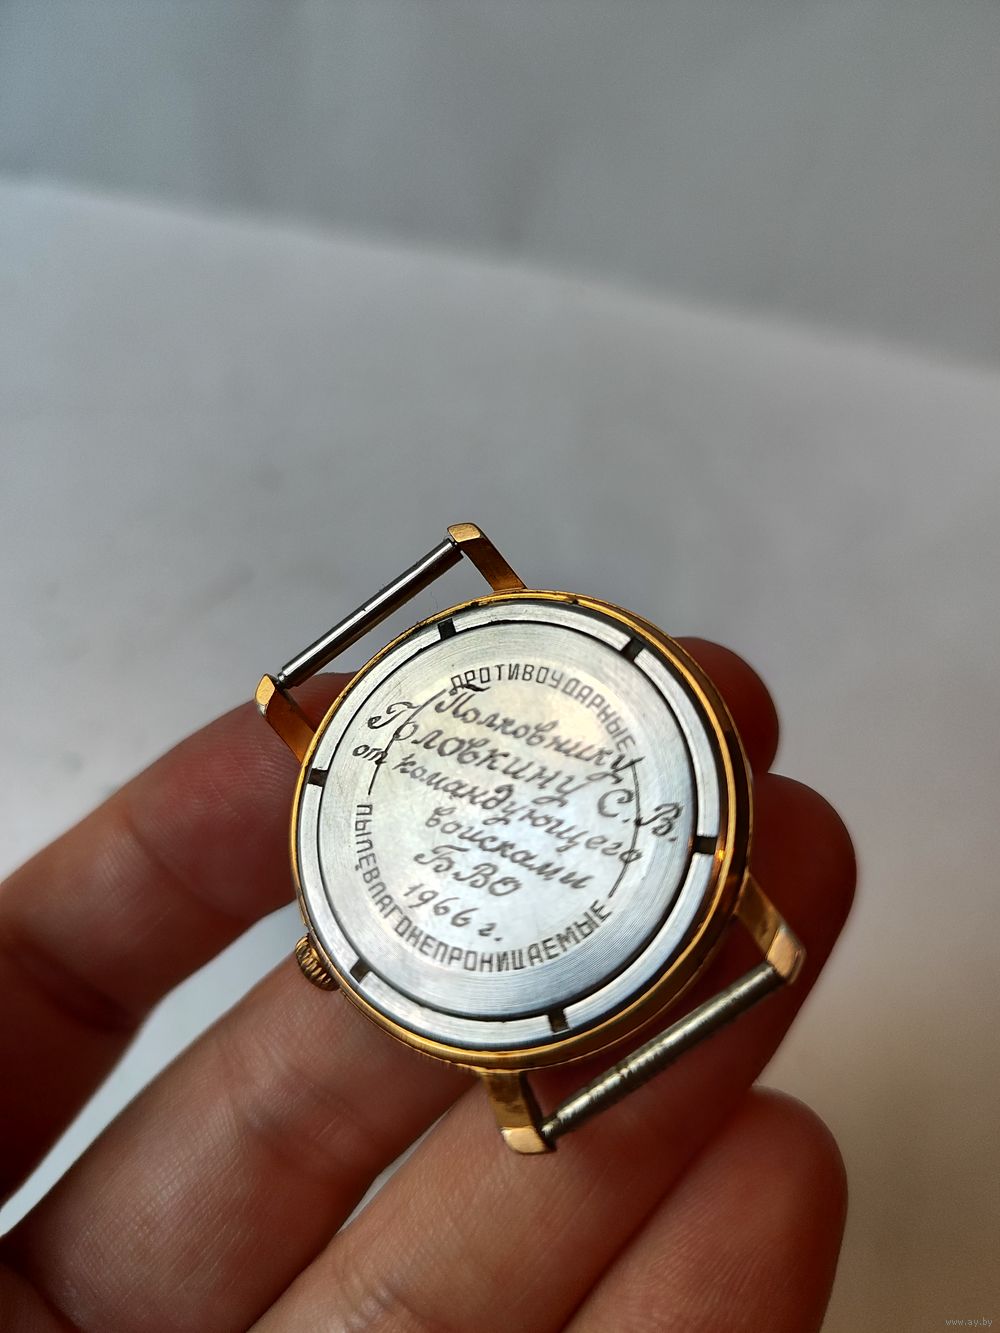 ПРОТИВОУДАРНЫЕ
Полковнику
Головкину С. В.
от командующего
войсками
БВО
1966 г.
ПЫЛЕВЛАГОНЕПРОНИЦАЕМЫЕ
www.ay.by